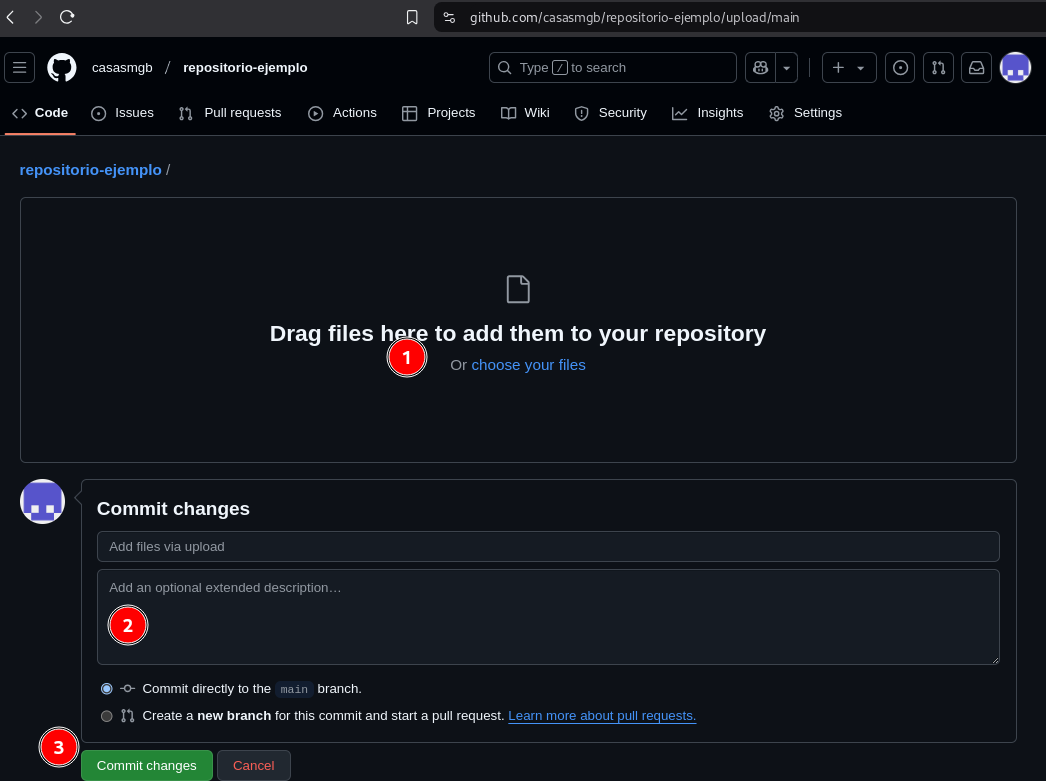 github.com/casasmgb/repositorio-ejemplo/upload/main
casasmgb / repositorio-ejemplo
Type / to search
Code Issues Pull requests Actions Projects Wiki Security Insights Settings
repositorio-ejemplo /
Drag files here to add them to your repository
1
Or choose your files
Commit changes
Add files via upload
Add an optional extended description…
2
Commit directly to the main branch.
Create a new branch for this commit and start a pull request. Learn more about pull requests.
3
Commit changes Cancel